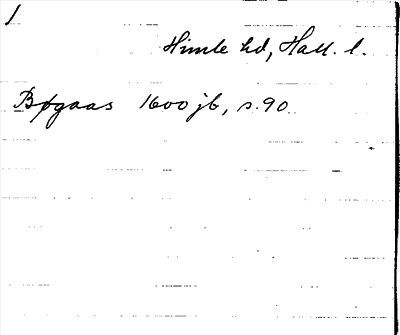 1
Himle hd, Hall. l.
Bøgaas 1600 jb, s. 90.